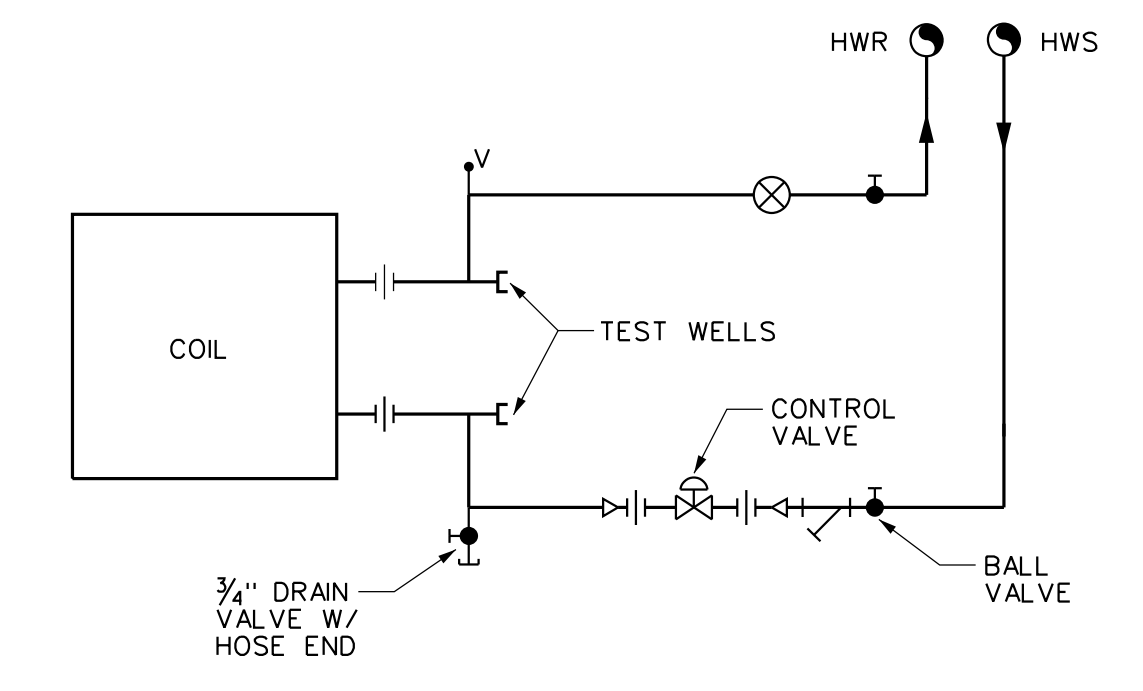 HWR
HWS
V
TEST WELLS
COIL
CONTROL
VALVE
BALL
VALVE
3/4" DRAIN
VALVE W/
HOSE END